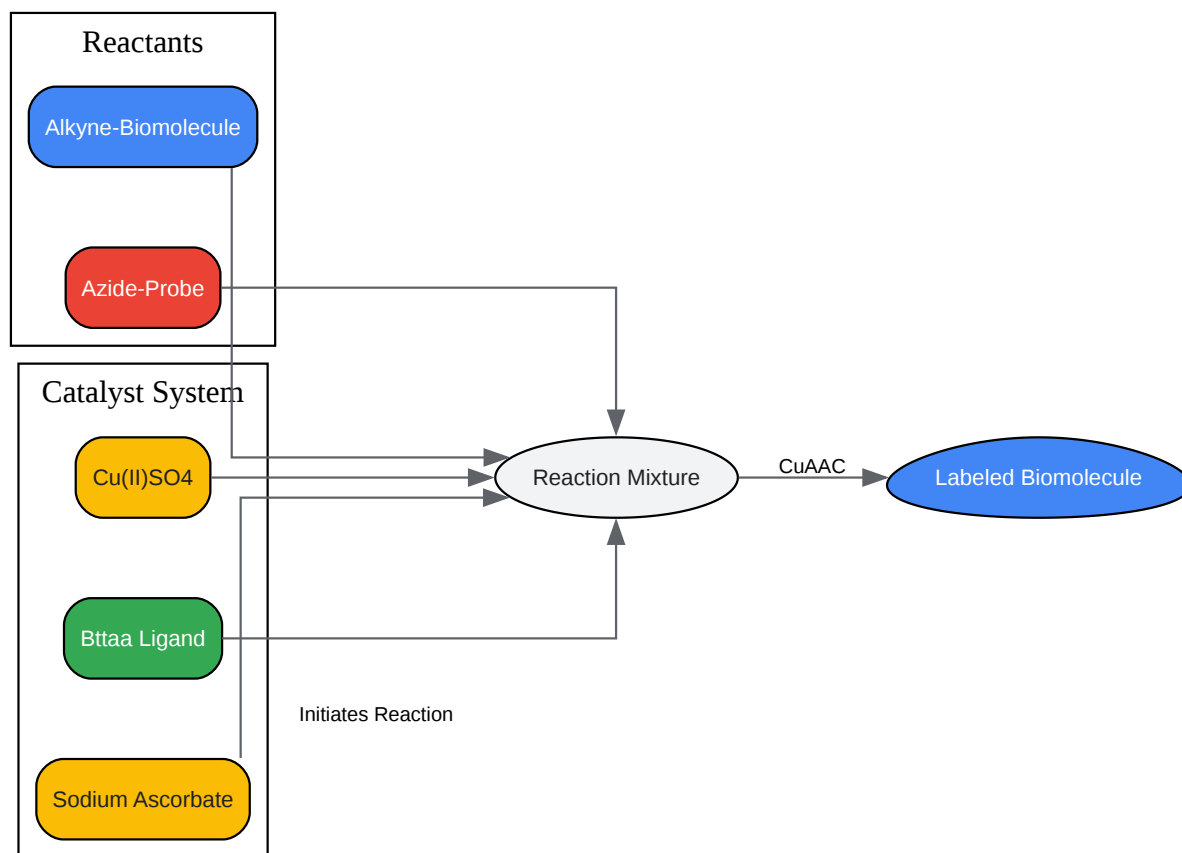 Reactants
Alkyne-Biomolecule
Azide-Probe
Catalyst System
Cu(II)SO4
Bttaa Ligand
Initiates Reaction
Sodium Ascorbate
Reaction Mixture
CuAAC
Labeled Biomolecule